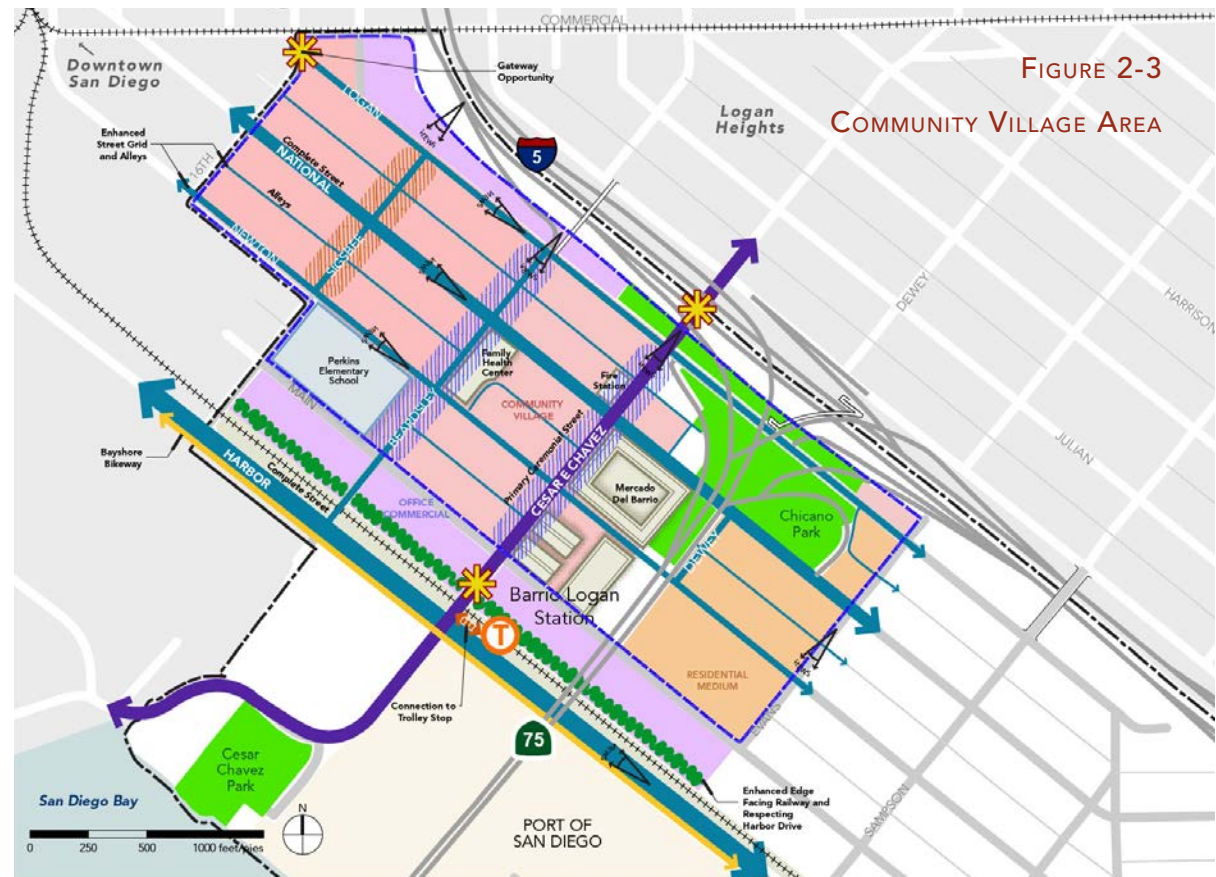 COMMERCIAL
FIGURE 2-3
COMMUNITY VILLAGE AREA
Downtown
San Diego
Gateway
Opportunity
Logan
Heights
5
Enhanced
Street Grid
and Alleys
16TH
LOGAN
Complete Street
NATIONAL
Alleys
NEWTON
SIGSBEE
VIEWS
VIEWS
VIEWS
DEWEY
HARRISON
JULIAN
Perkins
Elementary
School
Family
Health
Center
Fire
Station
COMMUNITY
VILLAGE
MAIN
BEARDSLEY
Primary Ceremonial Street
CESAR E CHAVEZ
Mercado
Del Barrio
Chicano
Park
DEWEY
Bayshore
Bikeway
HARBOR
Complete Street
OFFICE
COMMERCIAL
Barrio Logan
Station
T
RESIDENTIAL
MEDIUM
EVANS
Connection to
Trolley Stop
75
Cesar
Chavez
Park
San Diego Bay
N
0 250 500 1000 feet/pies
PORT OF
SAN DIEGO
Enhanced Edge
Facing Railway and
Respecting
Harbor Drive
SAMPSON